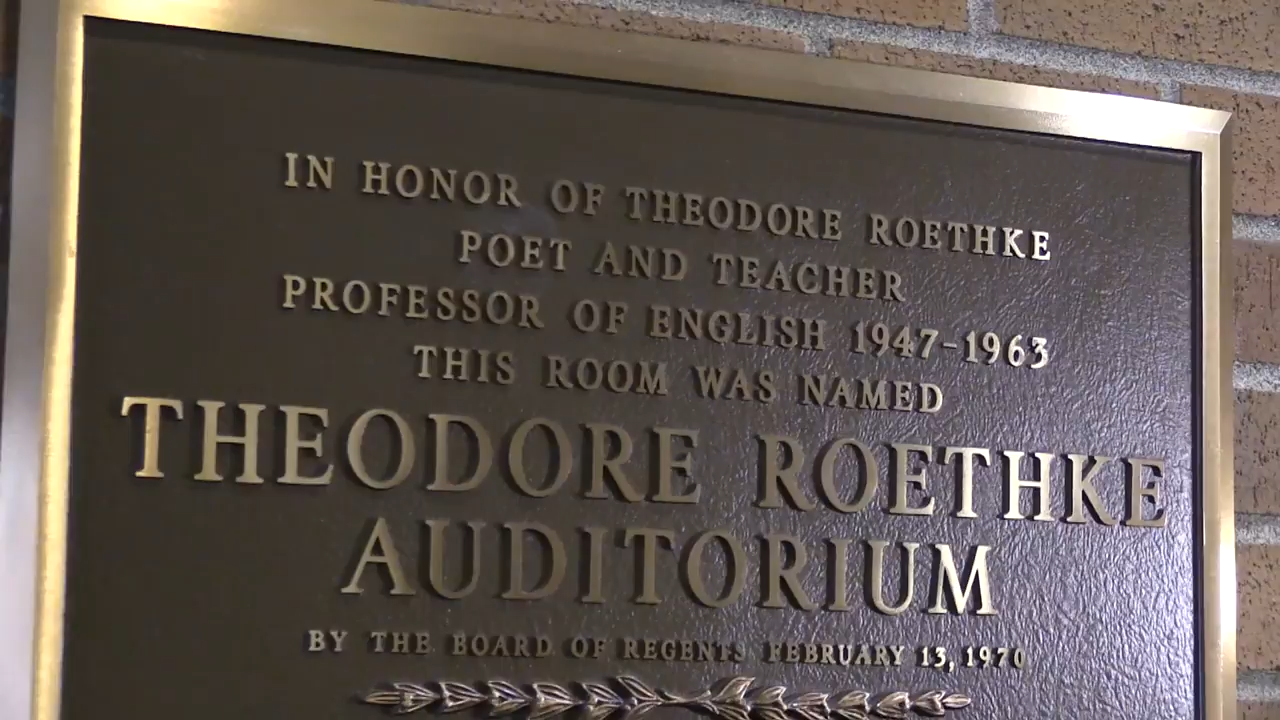 IN HONOR OF THEODORE ROETHKE
POET AND TEACHER
PROFESSOR OF ENGLISH 1947-1963
THIS ROOM WAS NAMED
THEODORE ROETHKE
AUDITORIUM
BY THE BOARD OF REGENTS FEBRUARY 13, 1970